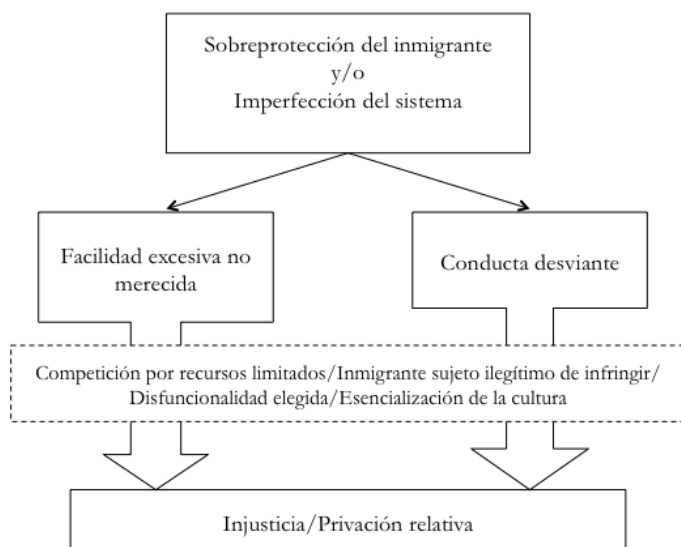 Sobreprotección del inmigrante
y/o
Imperfección del sistema
Facilidad excesiva no
merecida
Conducta desviante
Competición por recursos limitados/Inmigrante sujeto ilegítimo de infringir/
Disfuncionalidad elegida/Esencialización de la cultura
Injusticia/Privación relativa